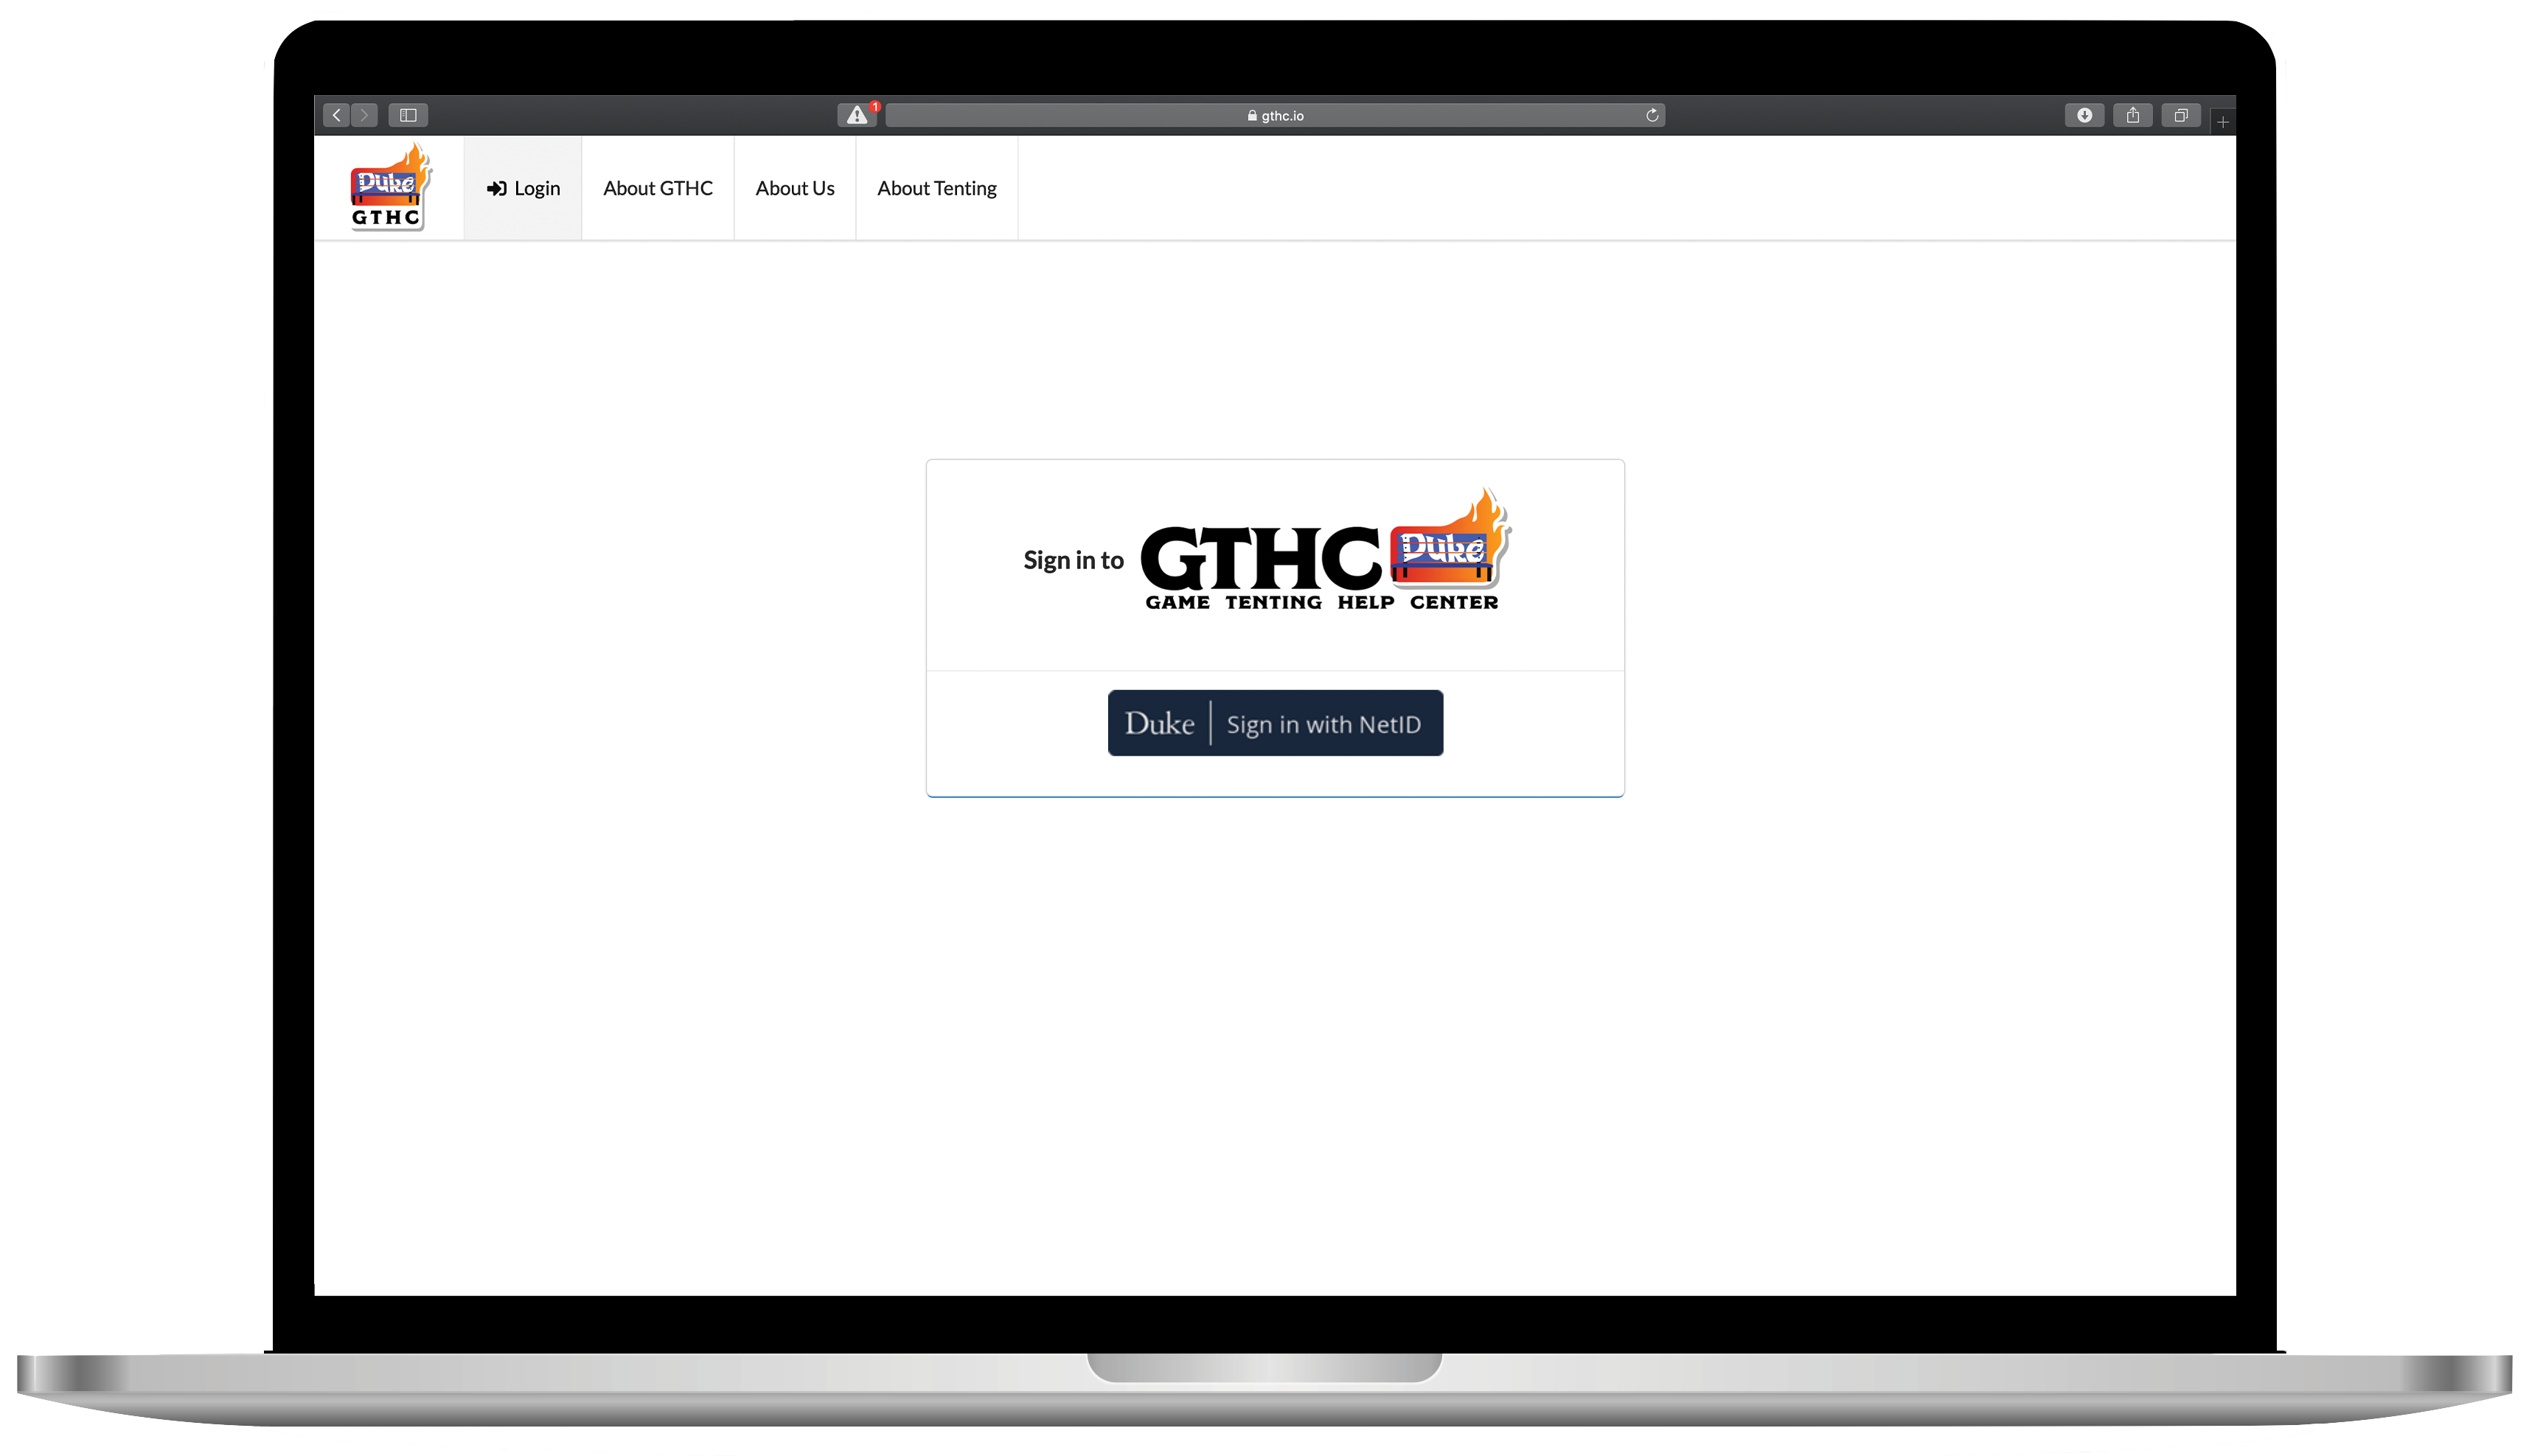 1
gthc.io
Duke
GTHC
Login
About GTHC
About Us
About Tenting
Sign in to
GTHC
Duke
GAME TENTING HELP CENTER
Duke
Sign in with NetID